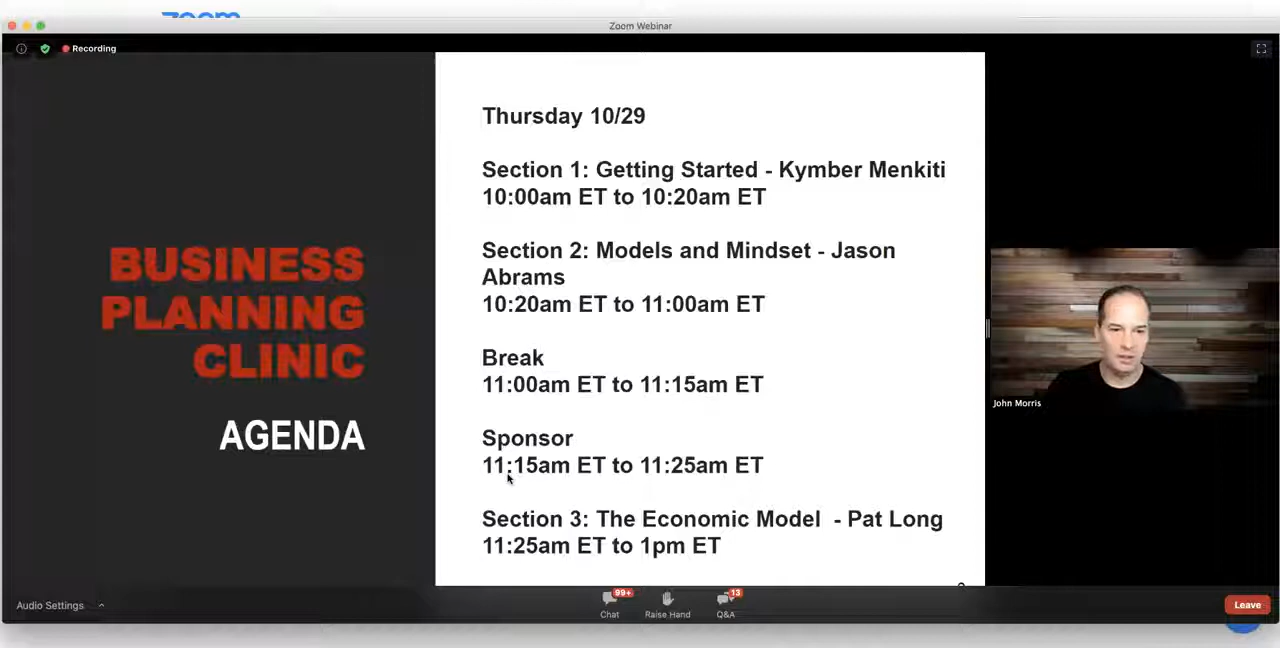 zoom
Zoom Webinar
Recording
BUSINESS
PLANNING
CLINIC
AGENDA
Thursday 10/29
Section 1: Getting Started - Kymber Menkiti
10:00am ET to 10:20am ET
Section 2: Models and Mindset - Jason
Abrams
10:20am ET to 11:00am ET
Break
11:00am ET to 11:15am ET
Sponsor
11:15am ET to 11:25am ET
Section 3: The Economic Model - Pat Long
11:25am ET to 1pm ET
John Morris
Audio Settings
99+
Chat
Raise Hand
13
Q&A
Leave